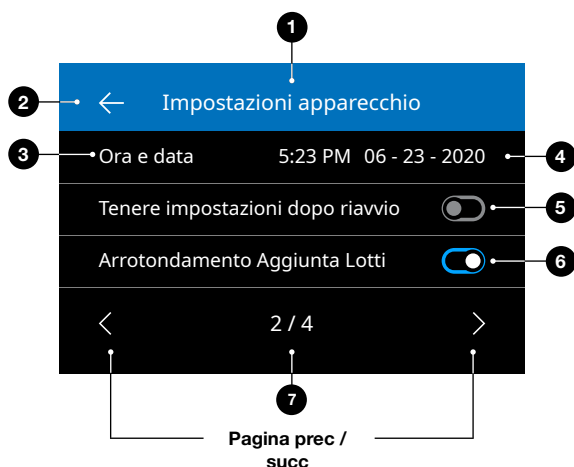 1
2 Impostazioni apparecchio
3 Ora e data 5:23 PM 06 - 23 - 2020 4
Tenere impostazioni dopo riavvio 5
Arrotondamento Aggiunta Lotti 6
2 / 4
7
Pagina prec /
succ